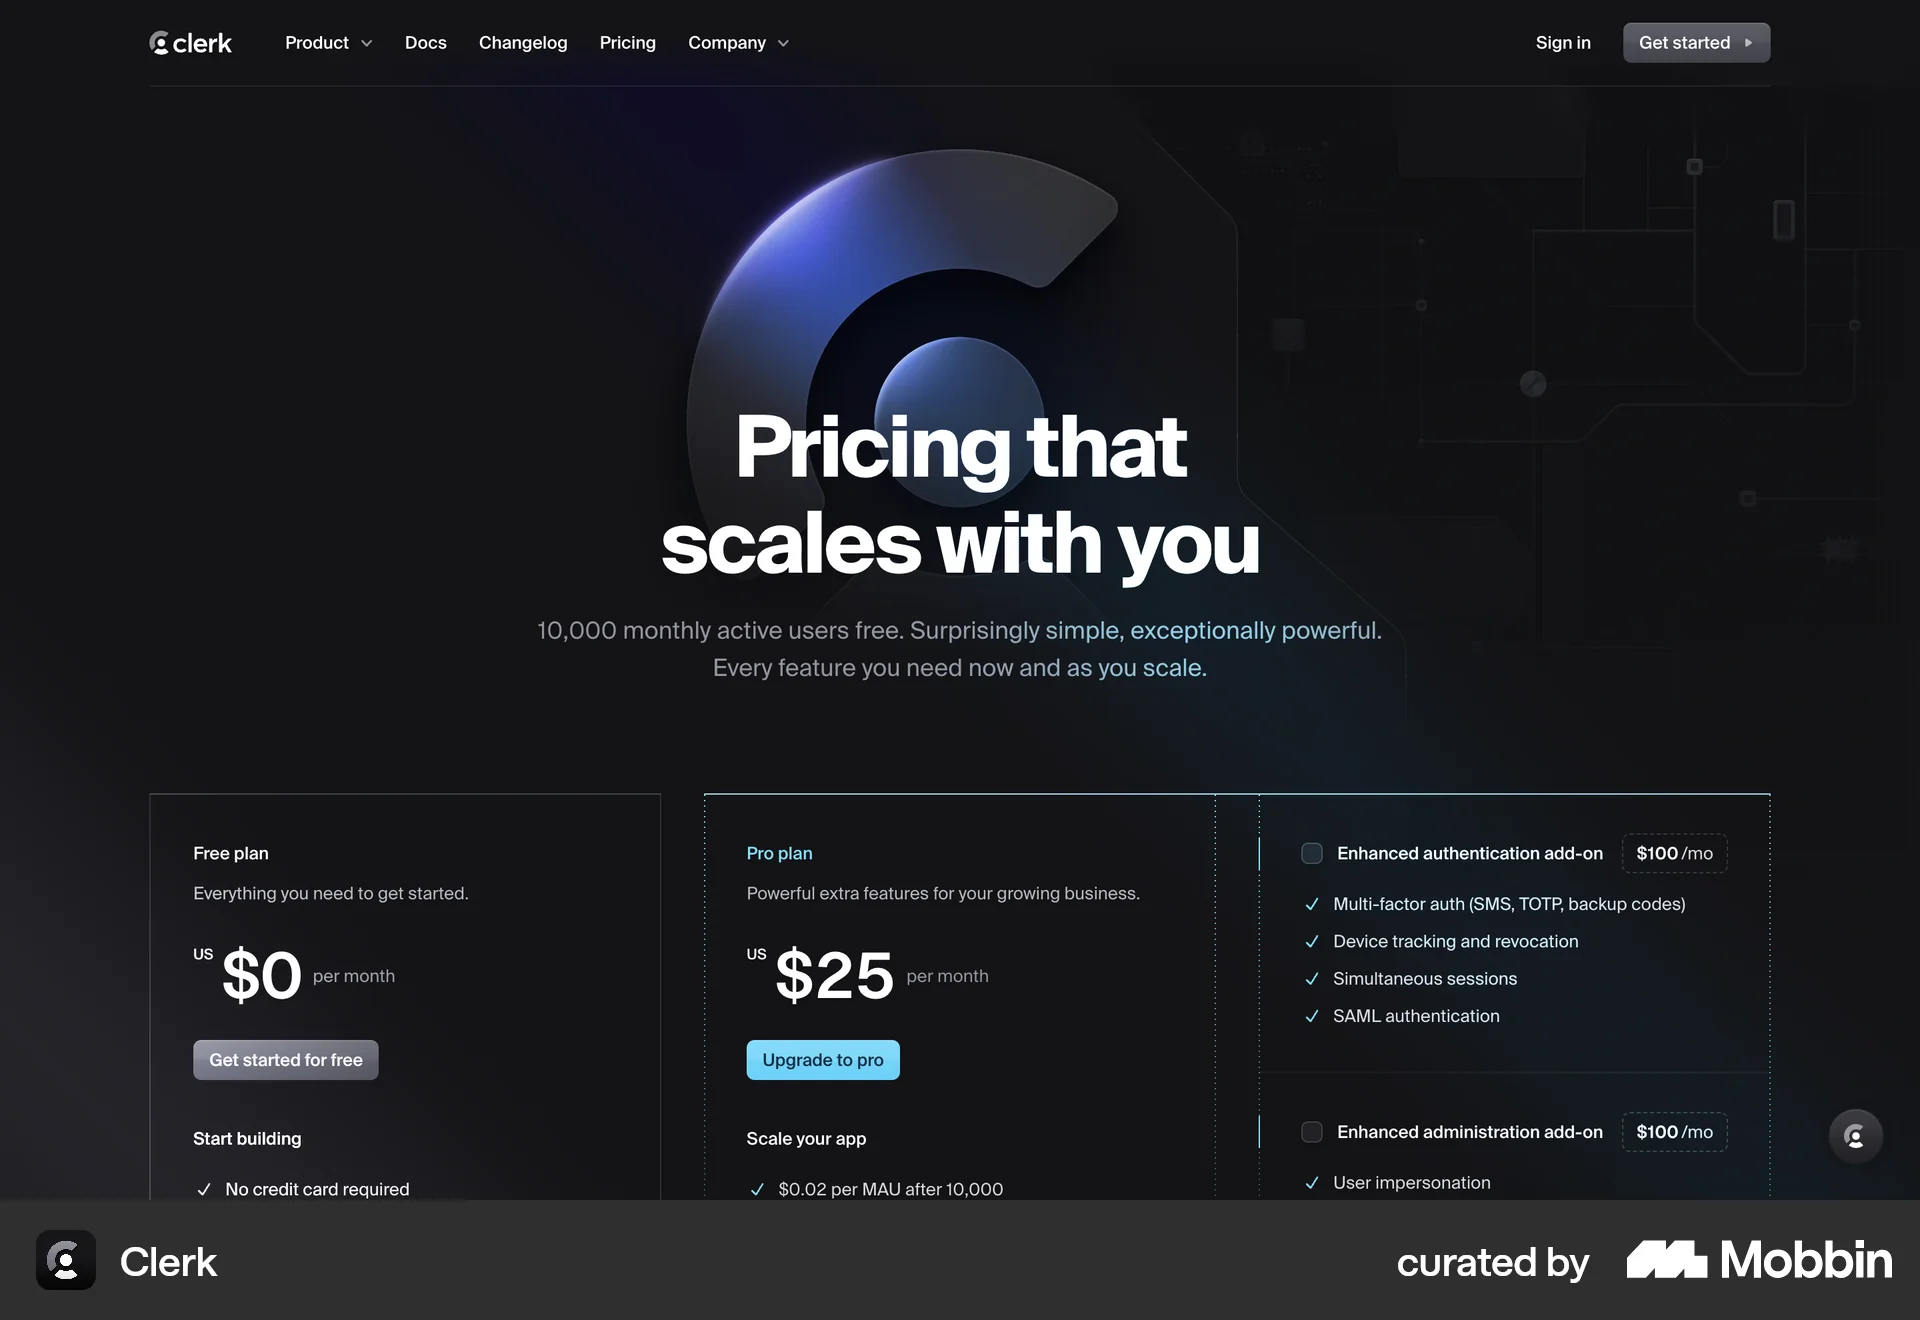 clerk
Product
Docs
Changelog
Pricing
Company
Sign in
Get started
Pricing that
scales with you
10,000 monthly active users free. Surprisingly simple, exceptionally powerful.
Every feature you need now and as you scale.
Free plan
Everything you need to get started.
US $0 per month
Get started for free
Start building
No credit card required
Pro plan
Powerful extra features for your growing business.
US $25 per month
Upgrade to pro
Scale your app
$0.02 per MAU after 10,000
Enhanced authentication add-on $100/mo
Multi-factor auth (SMS, TOTP, backup codes)
Device tracking and revocation
Simultaneous sessions
SAML authentication
Enhanced administration add-on $100/mo
User impersonation
Clerk
curated by Mobbin